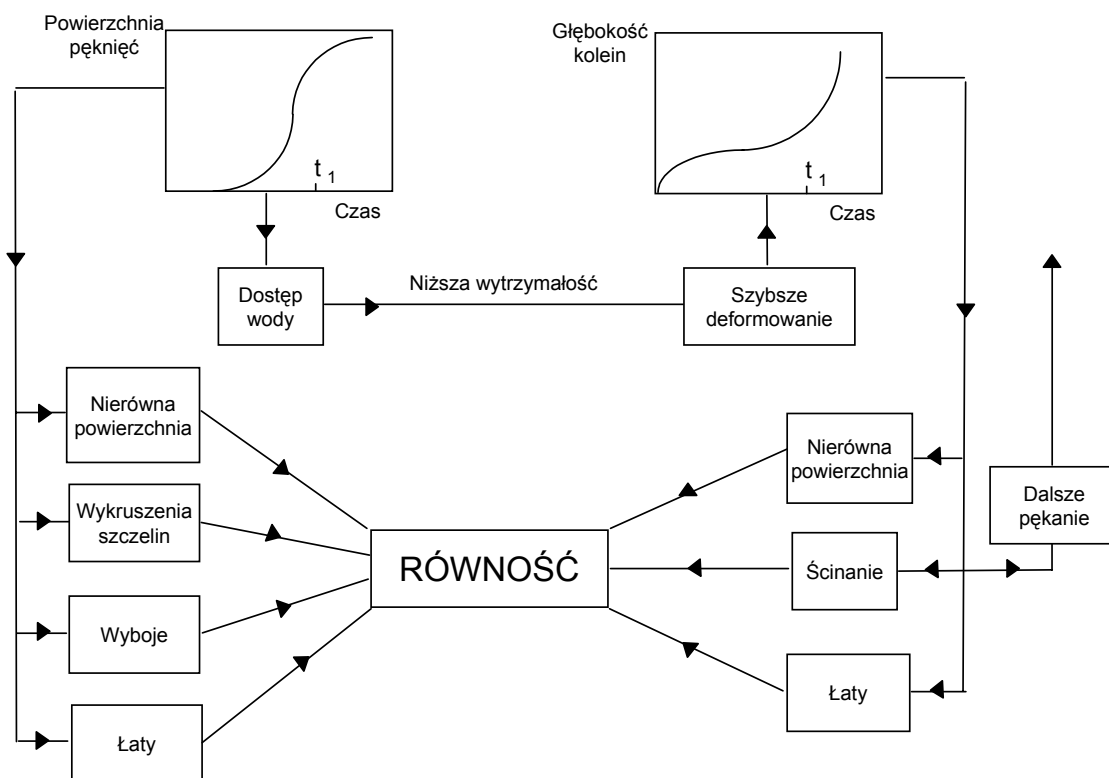 Powierzchnia
pęknięć
t 1
Czas
Głębokość
kolein
t 1
Czas
Dostęp
wody
Niższa wytrzymałość
Szybsze
deformowanie
Nierówna
powierzchnia
Wykruszenia
szczelin
Wyboje
Łaty
RÓWNOŚĆ
Nierówna
powierzchnia
Ścinanie
Łaty
Dalsze
pękanie